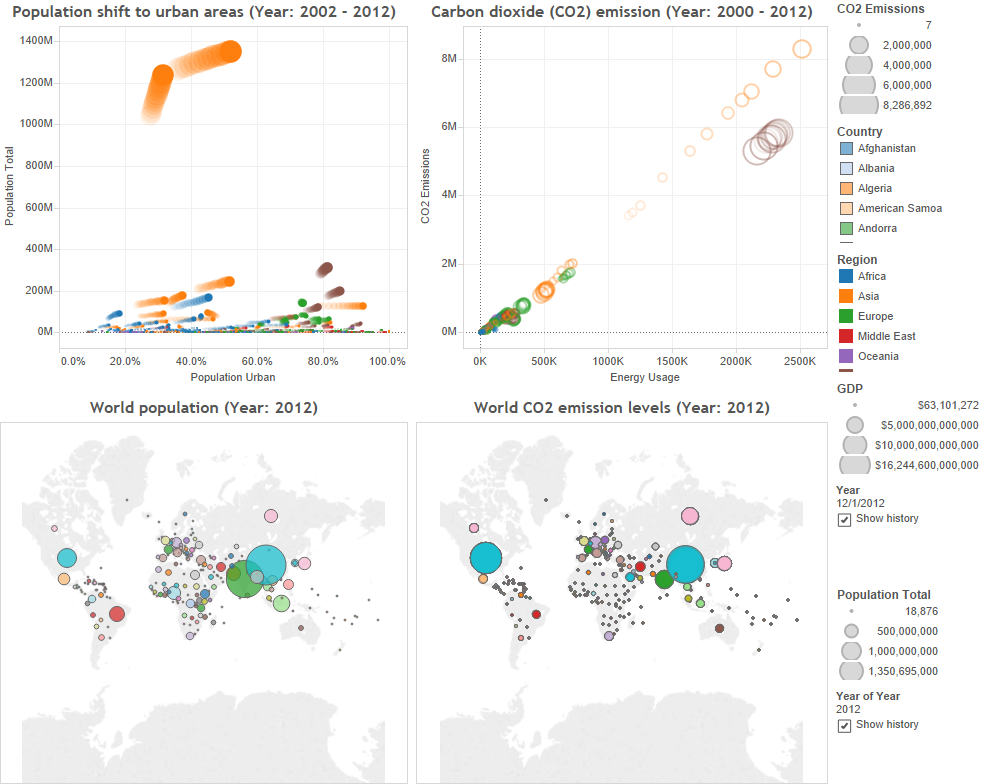 Population shift to urban areas (Year: 2002 - 2012)
1400M
1200M
1000M
800M
600M
400M
200M
0M
Population Total
0.0%
20.0%
40.0%
60.0%
80.0%
100.0%
Population Urban
Carbon dioxide (CO2) emission (Year: 2000 - 2012)
8M
6M
4M
2M
0M
CO2 Emissions
0K
500K
1000K
1500K
2000K
2500K
Energy Usage
World population (Year: 2012)
World CO2 emission levels (Year: 2012)
CO2 Emissions
7
2,000,000
4,000,000
6,000,000
8,286,892
Country
Afghanistan
Albania
Algeria
American Samoa
Andorra
Region
Africa
Asia
Europe
Middle East
Oceania
GDP
$63,101,272
$5,000,000,000,000
$10,000,000,000,000
$16,244,600,000,000
Year
12/1/2012
Show history
Population Total
18,876
500,000,000
1,000,000,000
1,350,695,000
Year of Year
2012
Show history